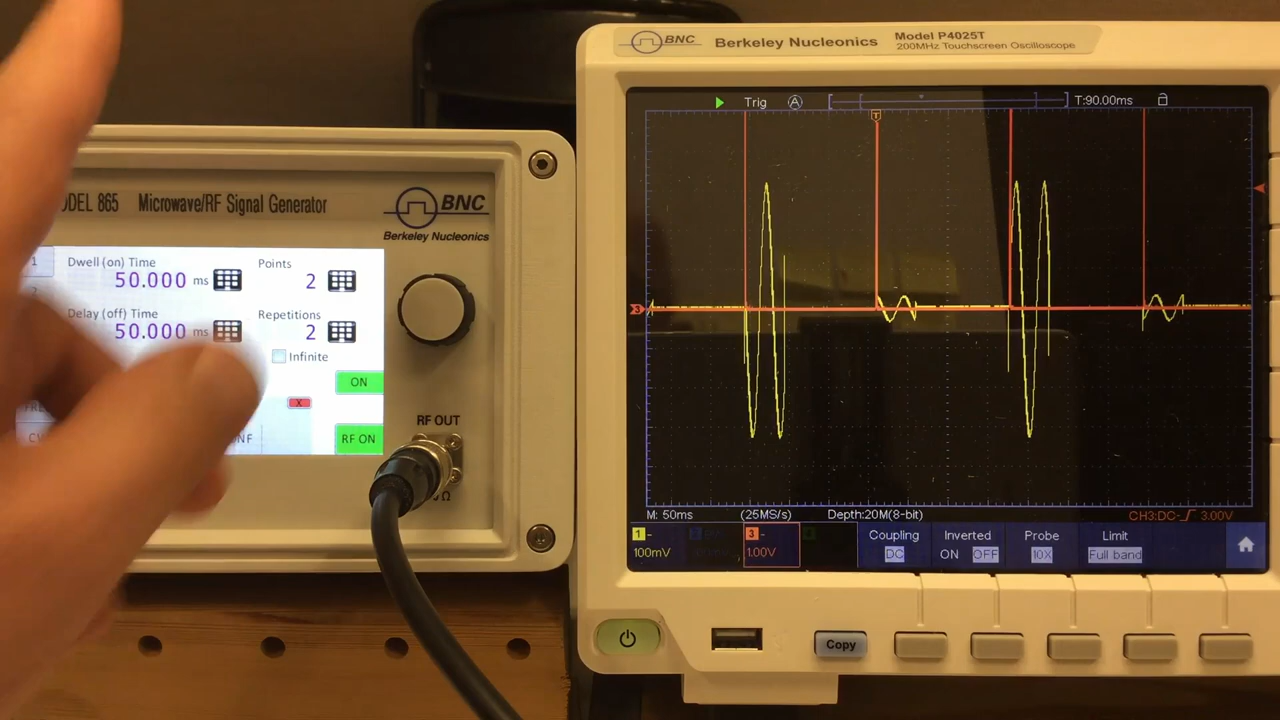 BNC
Berkeley Nucleonics
Model P4025T
200MHz Touchscreen Oscilloscope
Trig
A
T:90.00ms
T
3
M: 50ms
(25MS/s)
Depth:20M(8-bit)
CH3:DC-
3.00V
1
100mV
3
1.00V
Coupling
DC
Inverted
ON OFF
Probe
10X
Limit
Full band
Copy
865
Microwave/RF Signal Generator
BNC
Berkeley Nucleonics
1
Dwell (on) Time
50.000 ms
Points
2
Delay (off) Time
50.000 ms
Repetitions
2
Infinite
ON
X
RF ON
RF OUT
Ω